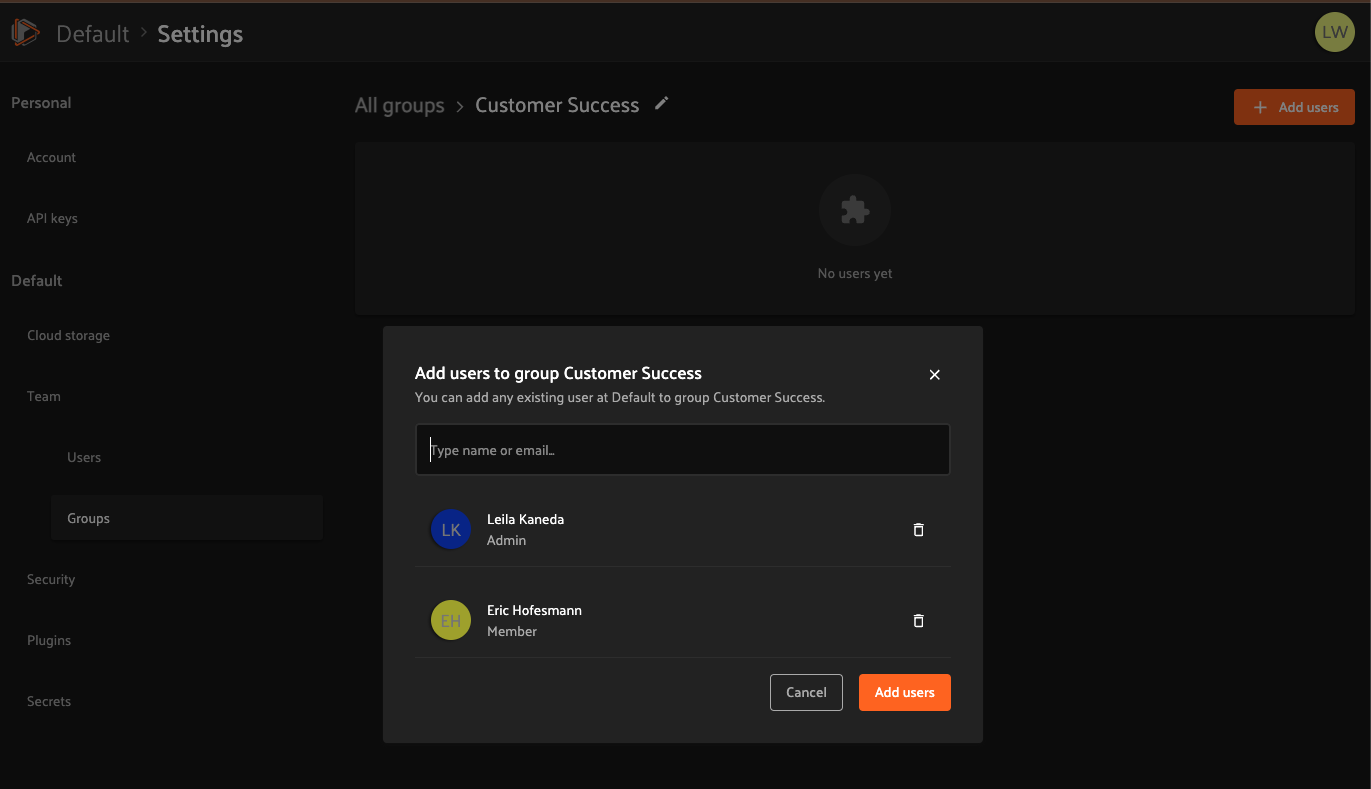 Default › Settings
LW
Personal
Account
API keys
Default
Cloud storage
Team
Users
Groups
Security
Plugins
Secrets
All groups > Customer Success
+ Add users
No users yet
Add users to group Customer Success
You can add any existing user at Default to group Customer Success.
Type name or email...
LK
Leila Kaneda
Admin
EH
Eric Hofesmann
Member
Cancel
Add users